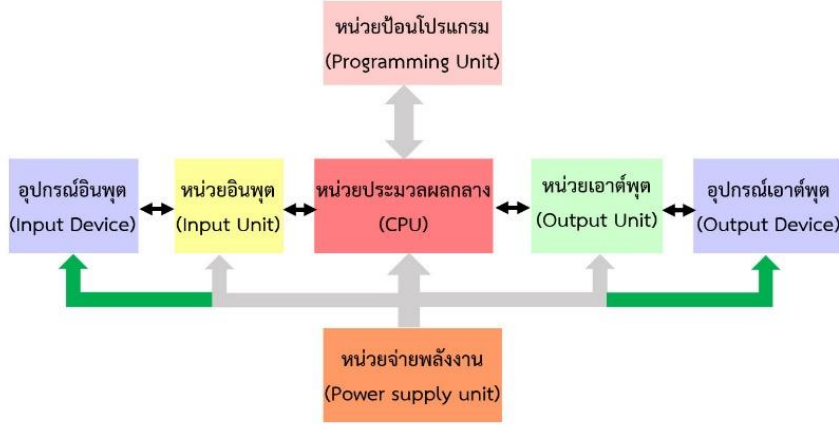 หน่วยป้อนโปรแกรม
(Programming Unit)
อุปกรณ์อินพุต
(Input Device)
หน่วยอินพุต
(Input Unit)
หน่วยประมวลผลกลาง
(CPU)
หน่วยเอาต์พุต
(Output Unit)
อุปกรณ์เอาต์พุต
(Output Device)
หน่วยจ่ายพลังงาน
(Power supply unit)